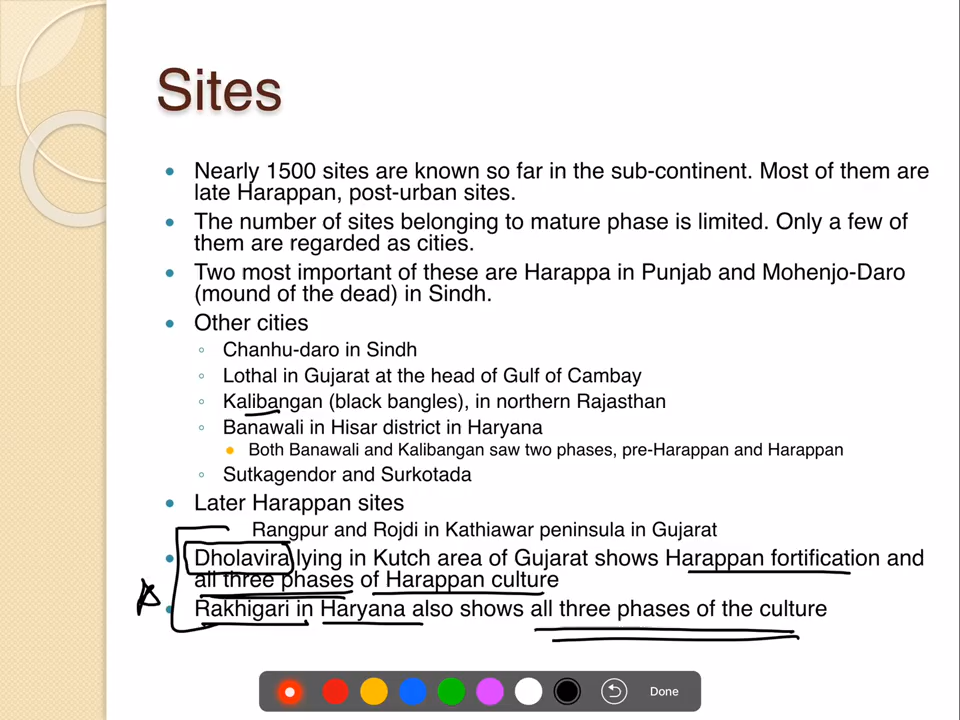 Sites
Nearly 1500 sites are known so far in the sub-continent. Most of them are
late Harappan, post-urban sites.
The number of sites belonging to mature phase is limited. Only a few of
them are regarded as cities.
Two most important of these are Harappa in Punjab and Mohenjo-Daro
(mound of the dead) in Sindh.
Other cities
Chanhu-daro in Sindh
Lothal in Gujarat at the head of Gulf of Cambay
Kalibangan (black bangles), in northern Rajasthan
Banawali in Hisar district in Haryana
Both Banawali and Kalibangan saw two phases, pre-Harappan and Harappan
Sutkagendor and Surkotada
Later Harappan sites
Rangpur and Rojdi in Kathiawar peninsula in Gujarat
Dholavira lying in Kutch area of Gujarat shows Harappan fortification and
all three phases of Harappan culture
Rakhigari in Haryana also shows all three phases of the culture
Done